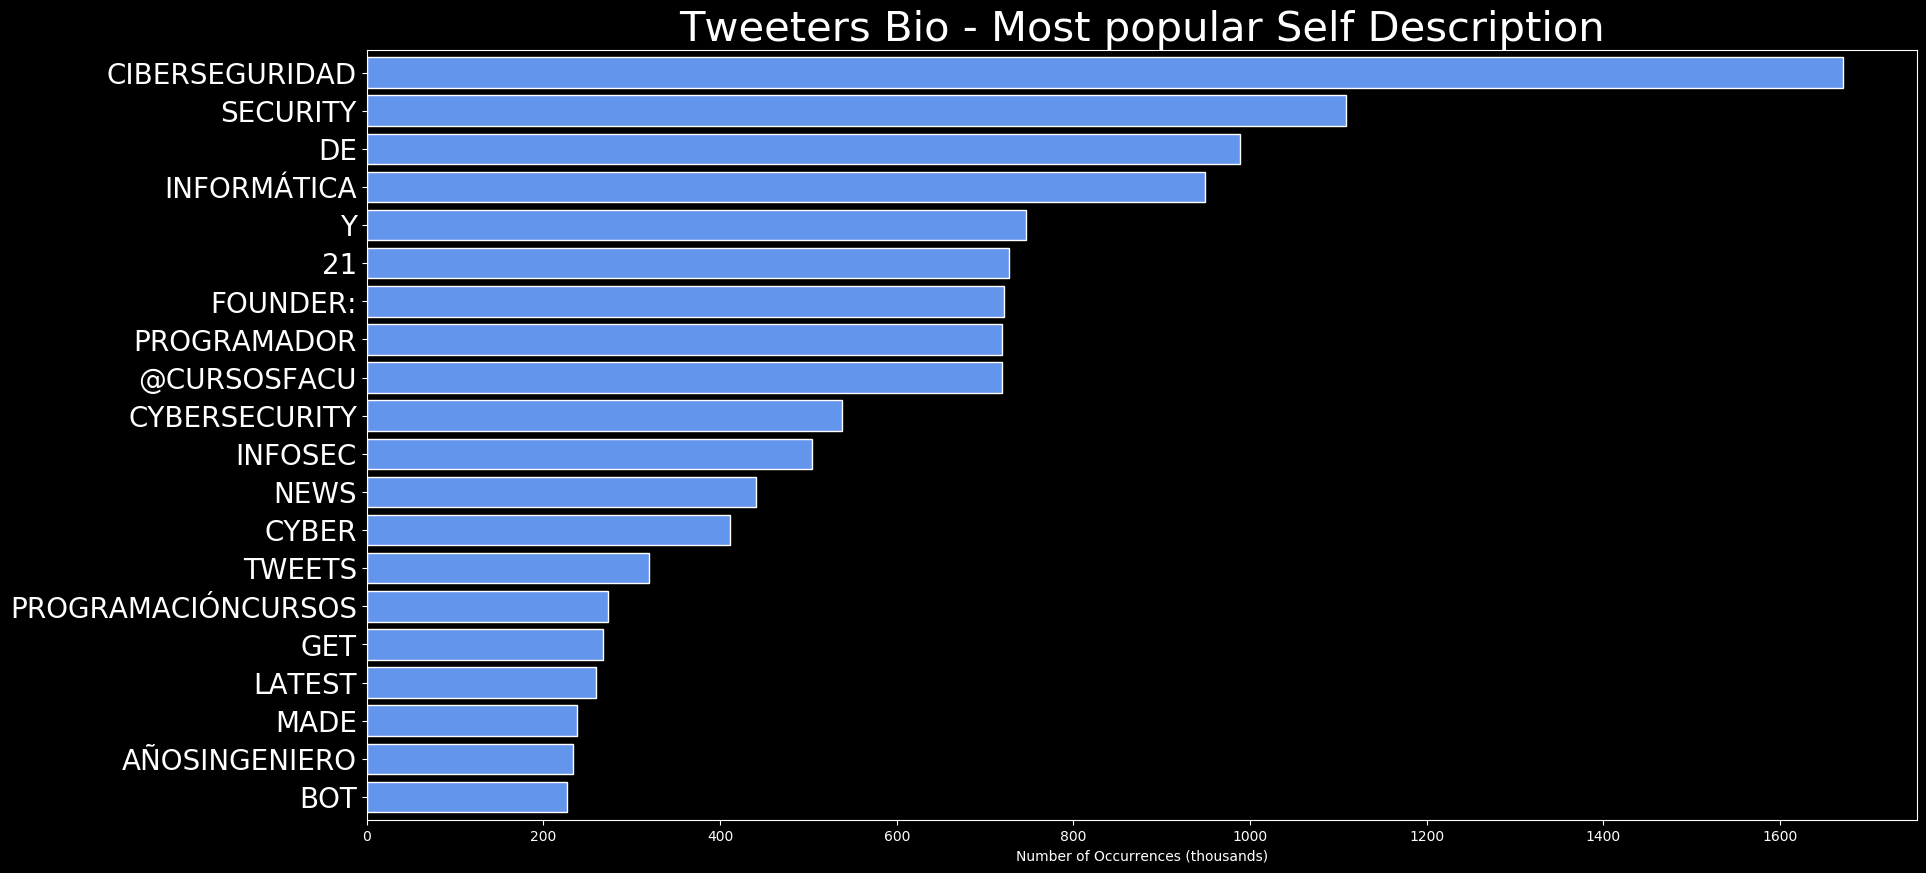 Tweeters Bio - Most popular Self Description
CIBERSEGURIDAD
SECURITY
DE
INFORMÁTICA
Y
21
FOUNDER:
PROGRAMADOR
@CURSOSFACU
CYBERSECURITY
INFOSEC
NEWS
CYBER
TWEETS
PROGRAMACIÓNCURSOS
GET
LATEST
MADE
AÑOSINGENIERO
BOT
0 200 400 600 800 1000 1200 1400 1600
Number of Occurrences (thousands)